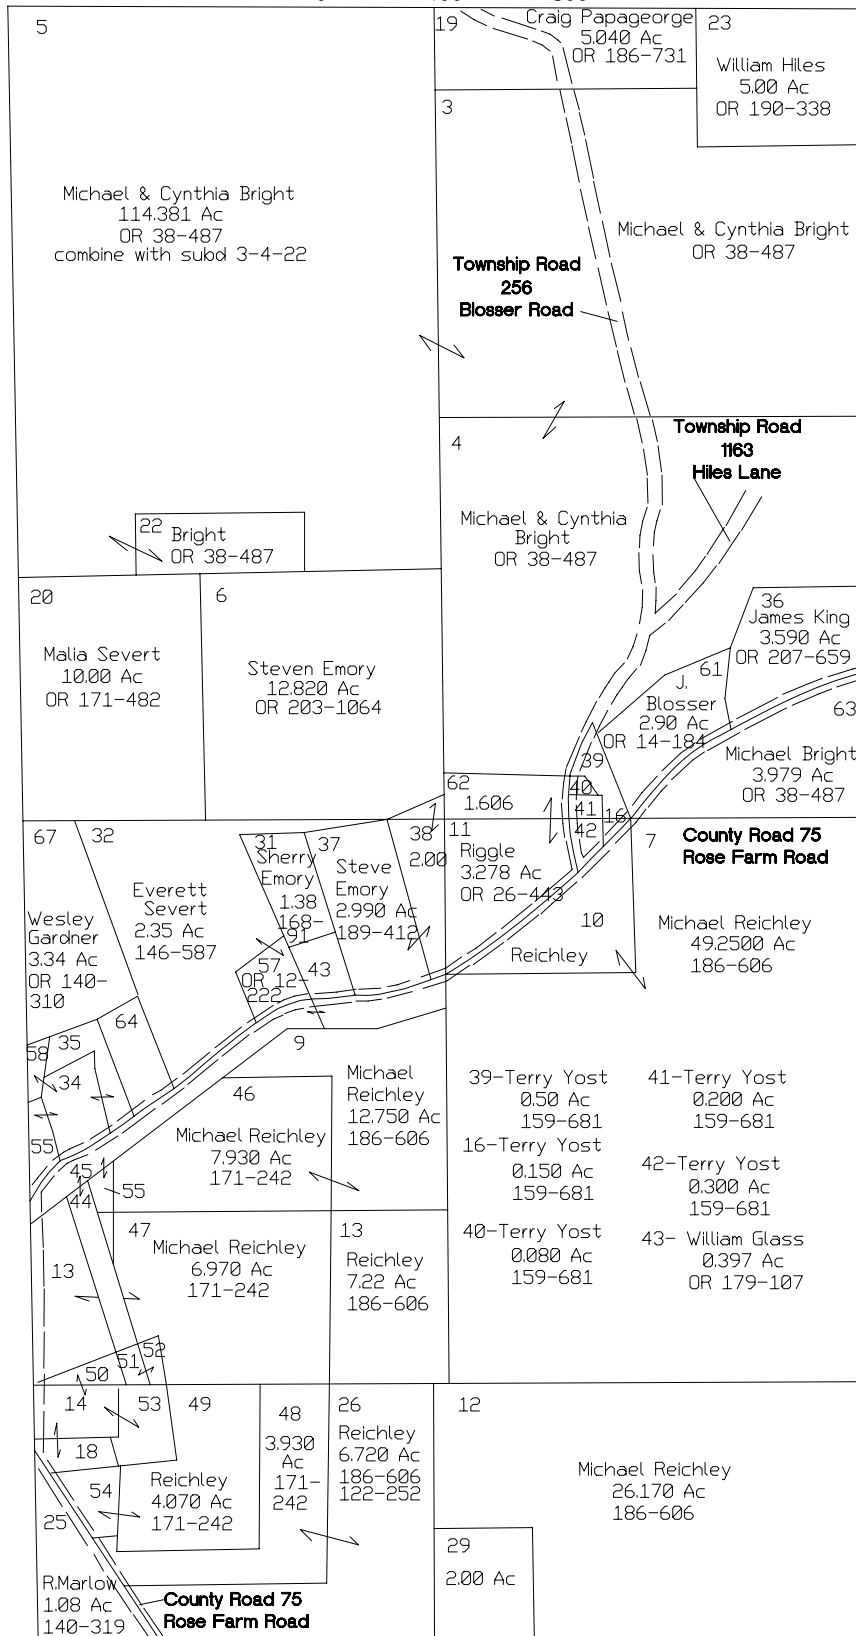 5
Michael & Cynthia Bright
114.381 Ac
OR 38-487
combine with subd 3-4-22
19
Craig Papageorge
5.040 Ac
OR 186-731
23
William Hiles
5.00 Ac
OR 190-338
3
Michael & Cynthia Bright
OR 38-487
Township Road
256
Blosser Road
4
Township Road
1163
Hiles Lane
Michael & Cynthia
Bright
OR 38-487
22
Bright
OR 38-487
20
Malia Severt
10.00 Ac
OR 171-482
6
Steven Emory
12.820 Ac
OR 203-1064
36
James King
3.590 Ac
OR 207-659
61
J.
Blosser
2.90 Ac
OR 14-184
63
Michael Bright
3.979 Ac
OR 38-487
39
62
1.606
40
41
42
16
67
Wesley
Gardner
3.34 Ac
OR 140-
310
32
Everett
Severt
2.35 Ac
146-587
31
Sherry
Emory
1.38
168-
91
37
Steve
Emory
2.990 Ac
189-412
38
2.00
11
Riggle
3.278 Ac
OR 26-443
10
Reichley
7
County Road 75
Rose Farm Road
Michael Reichley
49.2500 Ac
186-606
57
OR 12-
222
43
64
58
35
34
55
9
Michael
Reichley
12.750 Ac
186-606
46
Michael Reichley
7.930 Ac
171-242
45
44
55
39-Terry Yost
0.50 Ac
159-681
16-Terry Yost
0.150 Ac
159-681
40-Terry Yost
0.080 Ac
159-681
41-Terry Yost
0.200 Ac
159-681
42-Terry Yost
0.300 Ac
159-681
43- William Glass
0.397 Ac
OR 179-107
47
Michael Reichley
6.970 Ac
171-242
13
Reichley
7.22 Ac
186-606
13
52
51
50
14
53
49
48
3.930
Ac
171-
242
26
Reichley
6.720 Ac
186-606
122-252
12
Michael Reichley
26.170 Ac
186-606
18
54
Reichley
4.070 Ac
171-242
25
R.Marlow
1.08 Ac
140-319
County Road 75
Rose Farm Road
29
2.00 Ac